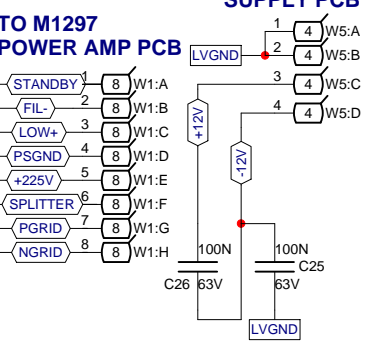 SUPPLY PCB
TO M1297
POWER AMP PCB
STANDBY 1 8 W1:A
FIL- 2 8 W1:B
LOW+ 3 8 W1:C
PSGND 4 8 W1:D
+225V 5 8 W1:E
SPLITTER 6 8 W1:F
PGRID 7 8 W1:G
NGRID 8 8 W1:H
LVGND
1 4 W5:A
2 4 W5:B
3 4 W5:C
4 4 W5:D
+12V
-12V
100N
C26 63V
100N
C25
63V
LVGND